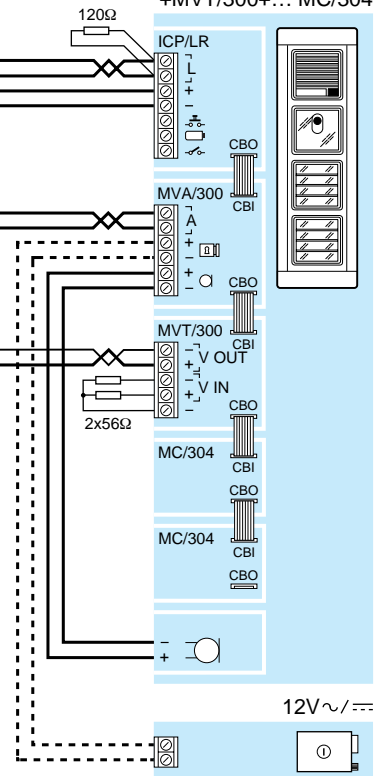 +MVT/300+... MC/304
120Ω
ICP/LR
L
+
−
CBO
MVA/300
CBI
A
+
−
+
−
CBO
MVT/300
CBI
− V OUT
+
− V IN
+
−
2x56Ω
CBO
MC/304
CBI
CBO
MC/304
CBI
CBO
−
+
12V ~/⎓